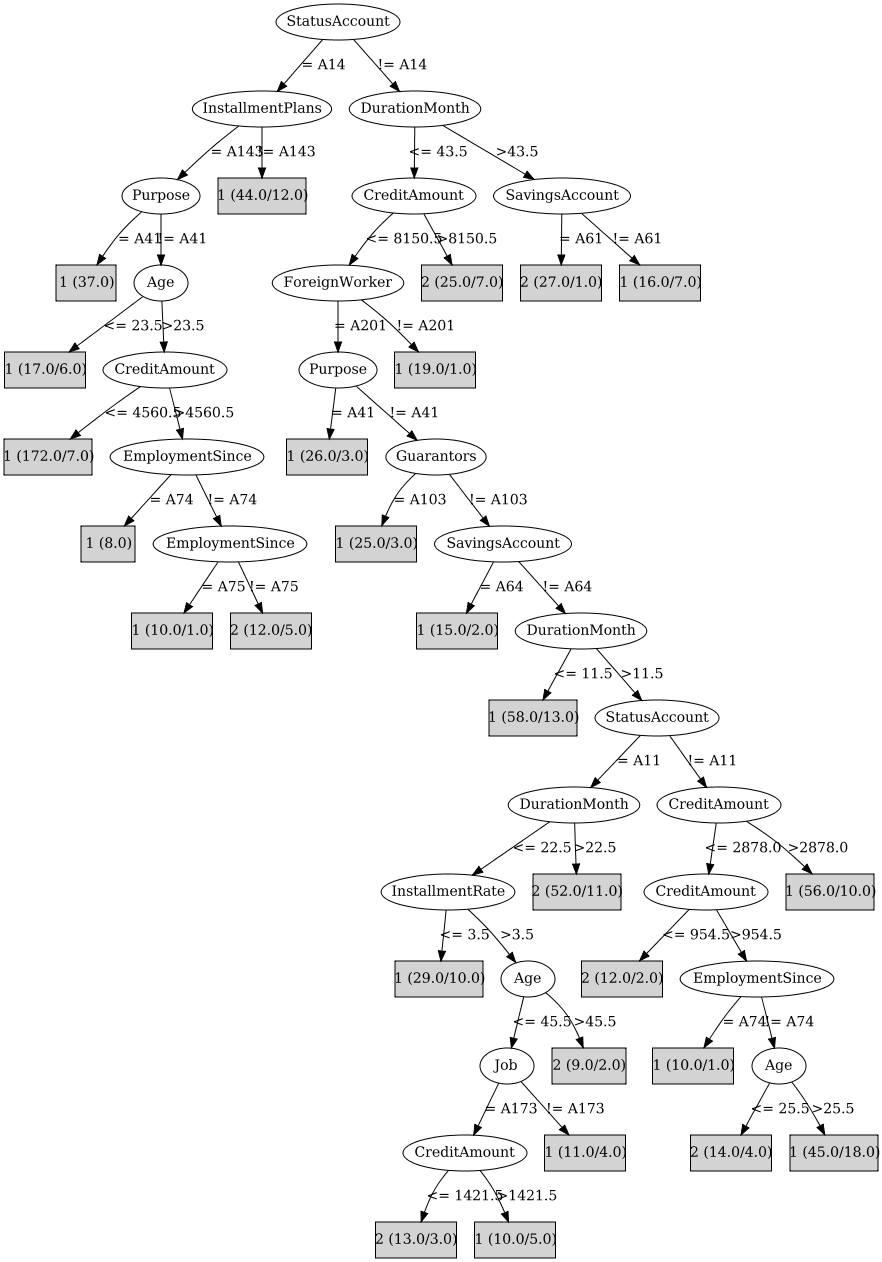 StatusAccount
= A14
!= A14
InstallmentPlans
DurationMonth
= A143
!= A143
<= 43.5
>43.5
Purpose
1 (44.0/12.0)
CreditAmount
SavingsAccount
= A41
!= A41
<= 8150.5
>8150.5
= A61
!= A61
1 (37.0)
Age
ForeignWorker
2 (25.0/7.0)
2 (27.0/1.0)
1 (16.0/7.0)
<= 23.5
>23.5
= A201
!= A201
1 (17.0/6.0)
CreditAmount
Purpose
1 (19.0/1.0)
<= 4560.5
>4560.5
= A41
!= A41
1 (172.0/7.0)
EmploymentSince
1 (26.0/3.0)
Guarantors
= A74
!= A74
= A103
!= A103
1 (8.0)
EmploymentSince
1 (25.0/3.0)
SavingsAccount
= A75
!= A75
= A64
!= A64
1 (10.0/1.0)
2 (12.0/5.0)
1 (15.0/2.0)
DurationMonth
<= 11.5
>11.5
1 (58.0/13.0)
StatusAccount
= A11
!= A11
DurationMonth
CreditAmount
<= 22.5
>22.5
<= 2878.0
>2878.0
InstallmentRate
2 (52.0/11.0)
CreditAmount
1 (56.0/10.0)
<= 3.5
>3.5
<= 954.5
>954.5
1 (29.0/10.0)
Age
2 (12.0/2.0)
EmploymentSince
<= 45.5
>45.5
= A74
!= A74
Job
2 (9.0/2.0)
1 (10.0/1.0)
Age
= A173
!= A173
<= 25.5
>25.5
CreditAmount
1 (11.0/4.0)
2 (14.0/4.0)
1 (45.0/18.0)
<= 1421.5
>1421.5
2 (13.0/3.0)
1 (10.0/5.0)